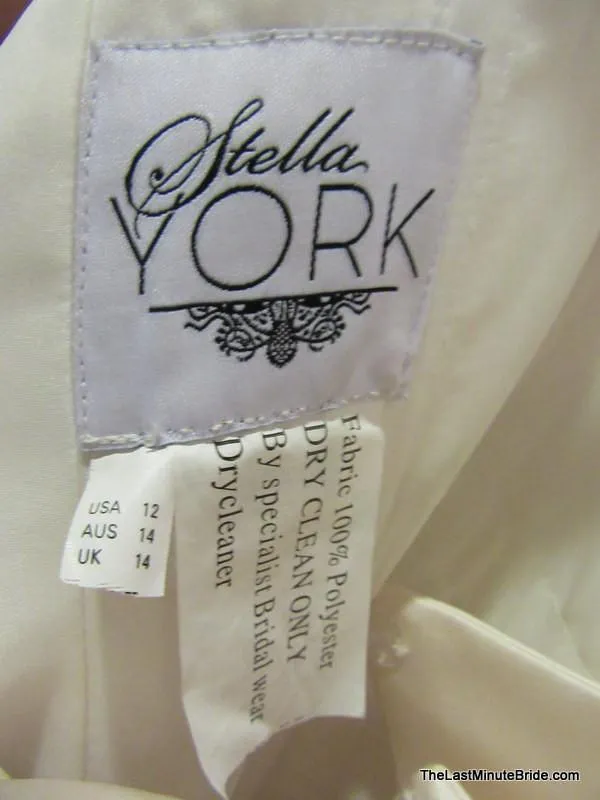 Stella
YORK
USA 12
AUS 14
UK 14
Fabric 100% Polyester
DRY CLEAN ONLY
By specialist Bridal wear
Drycleaner
TheLastMinuteBride.com